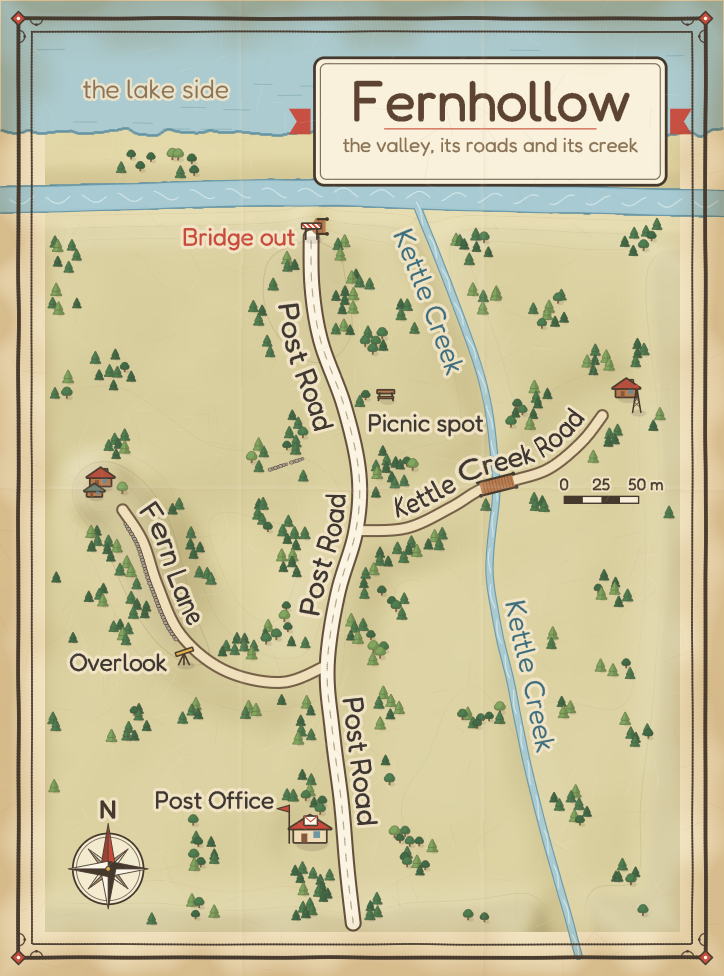 the lake side
Fernhollow
the valley, its roads and its creek
Bridge out
Kettle Creek
Post Road
Picnic spot
Kettle Creek Road
0 25 50 m
Fern Lane
Post Road
Kettle Creek
Overlook
Post Road
Post Office
N